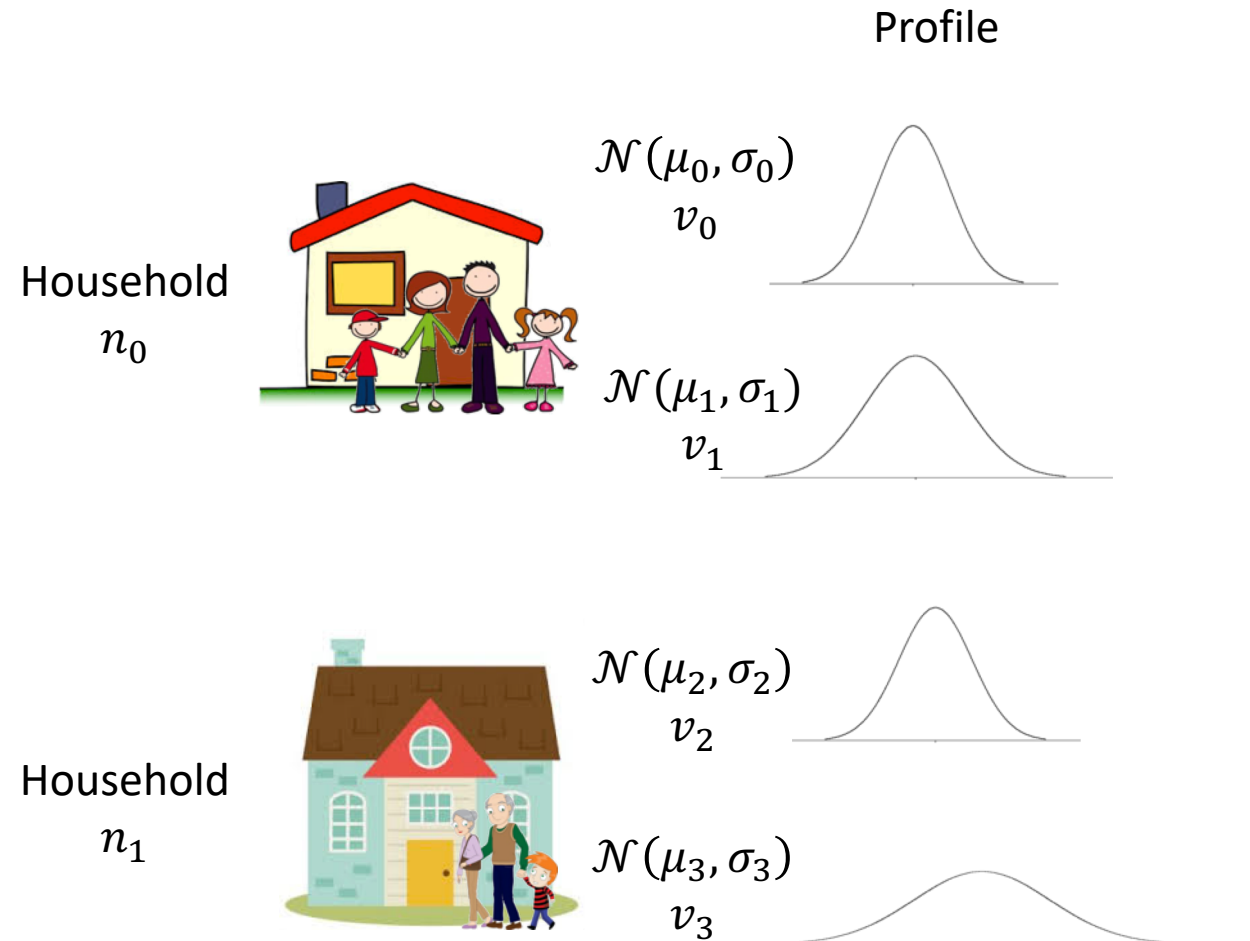 Profile
𝒩(μ₀, σ₀)
v₀
Household
n₀
𝒩(μ₁, σ₁)
v₁
𝒩(μ₂, σ₂)
v₂
Household
n₁
𝒩(μ₃, σ₃)
v₃